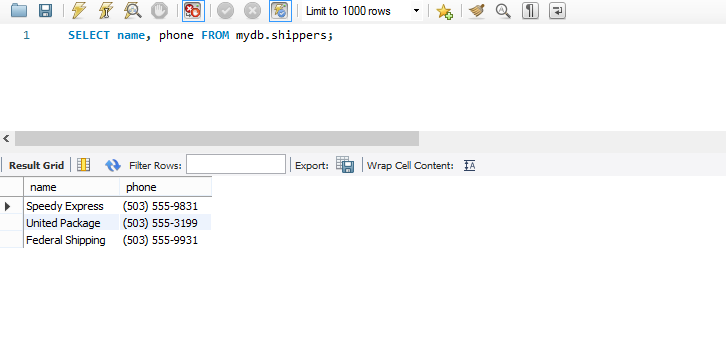 Limit to 1000 rows
1 SELECT name, phone FROM mydb.shippers;
Result Grid Filter Rows: Export: Wrap Cell Content:
name phone
Speedy Express (503) 555-9831
United Package (503) 555-3199
Federal Shipping (503) 555-9931